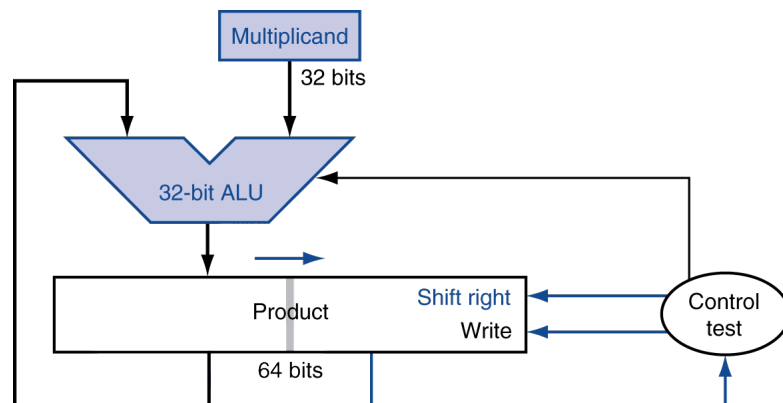 Multiplicand
32 bits
32-bit ALU
Product
Shift right
Write
64 bits
Control
test